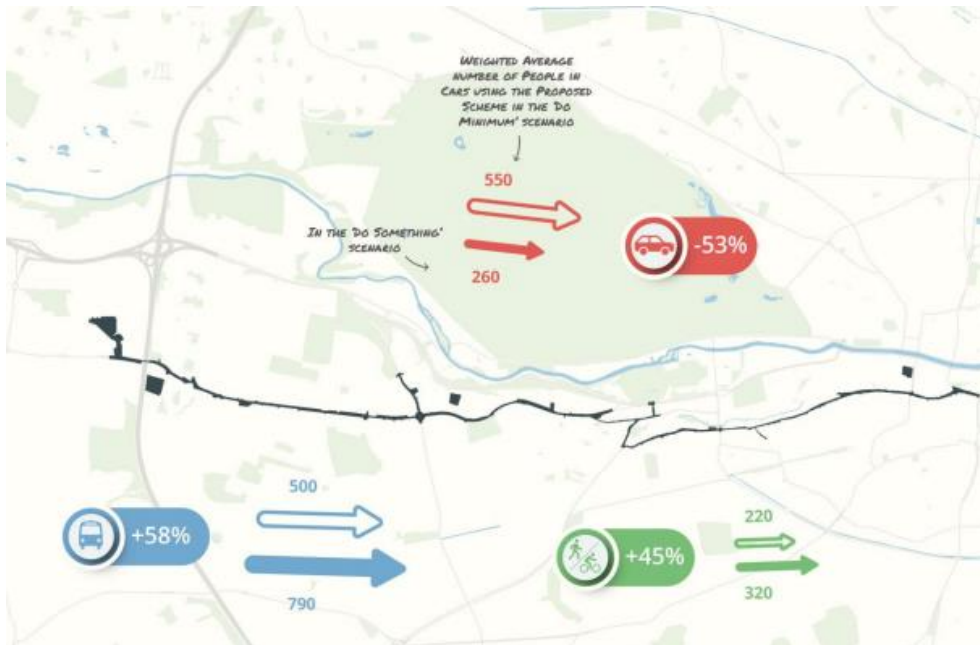 WEIGHTED AVERAGE
NUMBER OF PEOPLE IN
CARS USING THE PROPOSED
SCHEME IN THE 'DO
MINIMUM' SCENARIO
550
IN THE 'DO SOMETHING'
SCENARIO
260
-53%
500
+58%
790
220
+45%
320